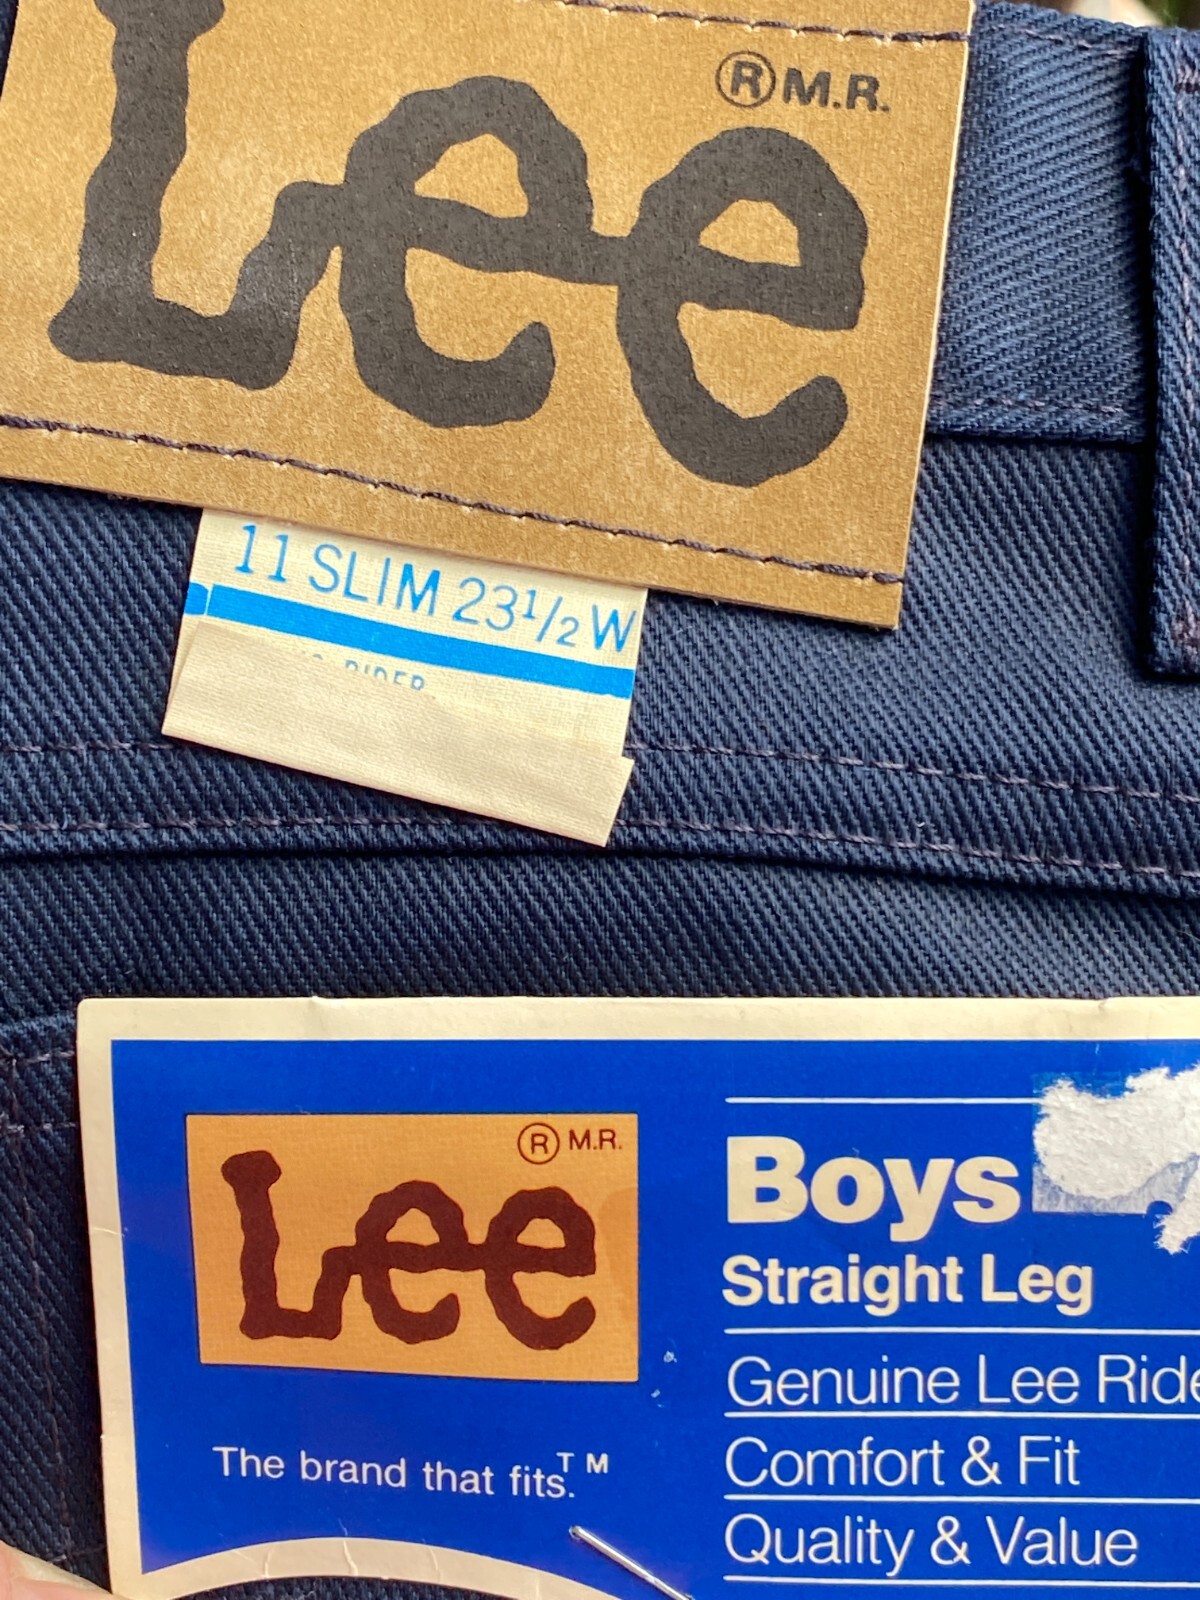 Lee ® M.R.
11 SLIM 23½ W
RIDER
Lee ® M.R.
The brand that fits.™
Boys
Straight Leg
Genuine Lee Ride
Comfort & Fit
Quality & Value